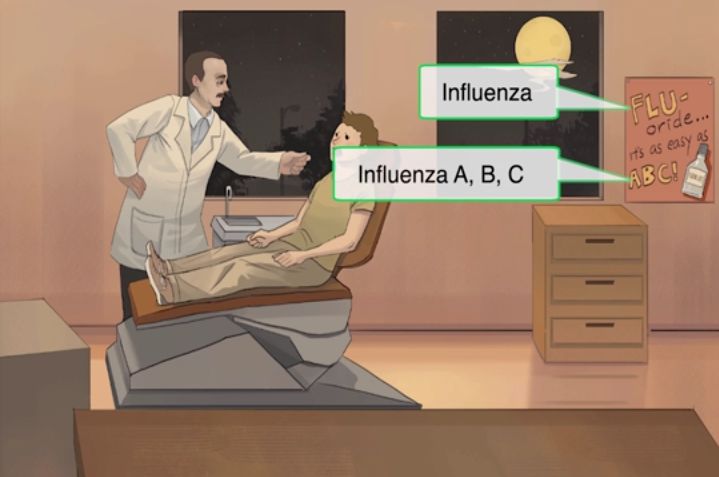 Influenza
Influenza A, B, C
FLU-
oride...
it's as easy as
ABC!